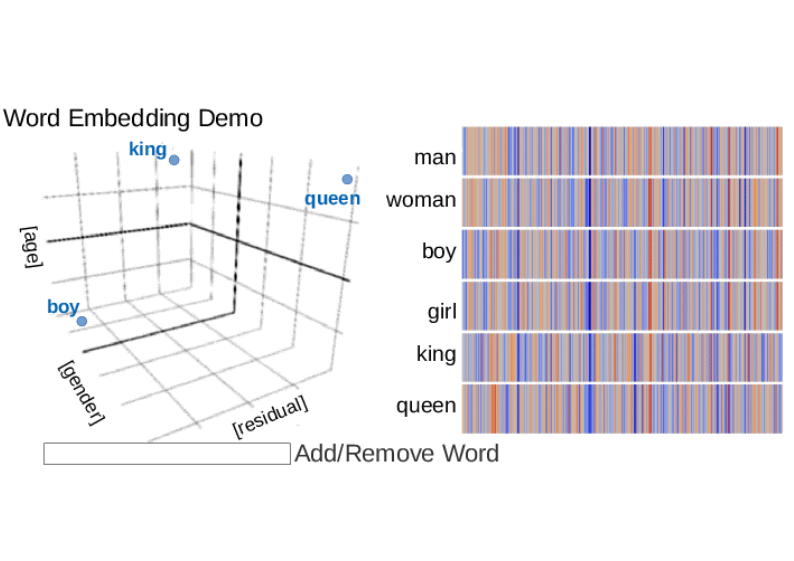 Word Embedding Demo
king
queen
[age]
boy
[gender]
[residual]
Add/Remove Word
man
woman
boy
girl
king
queen